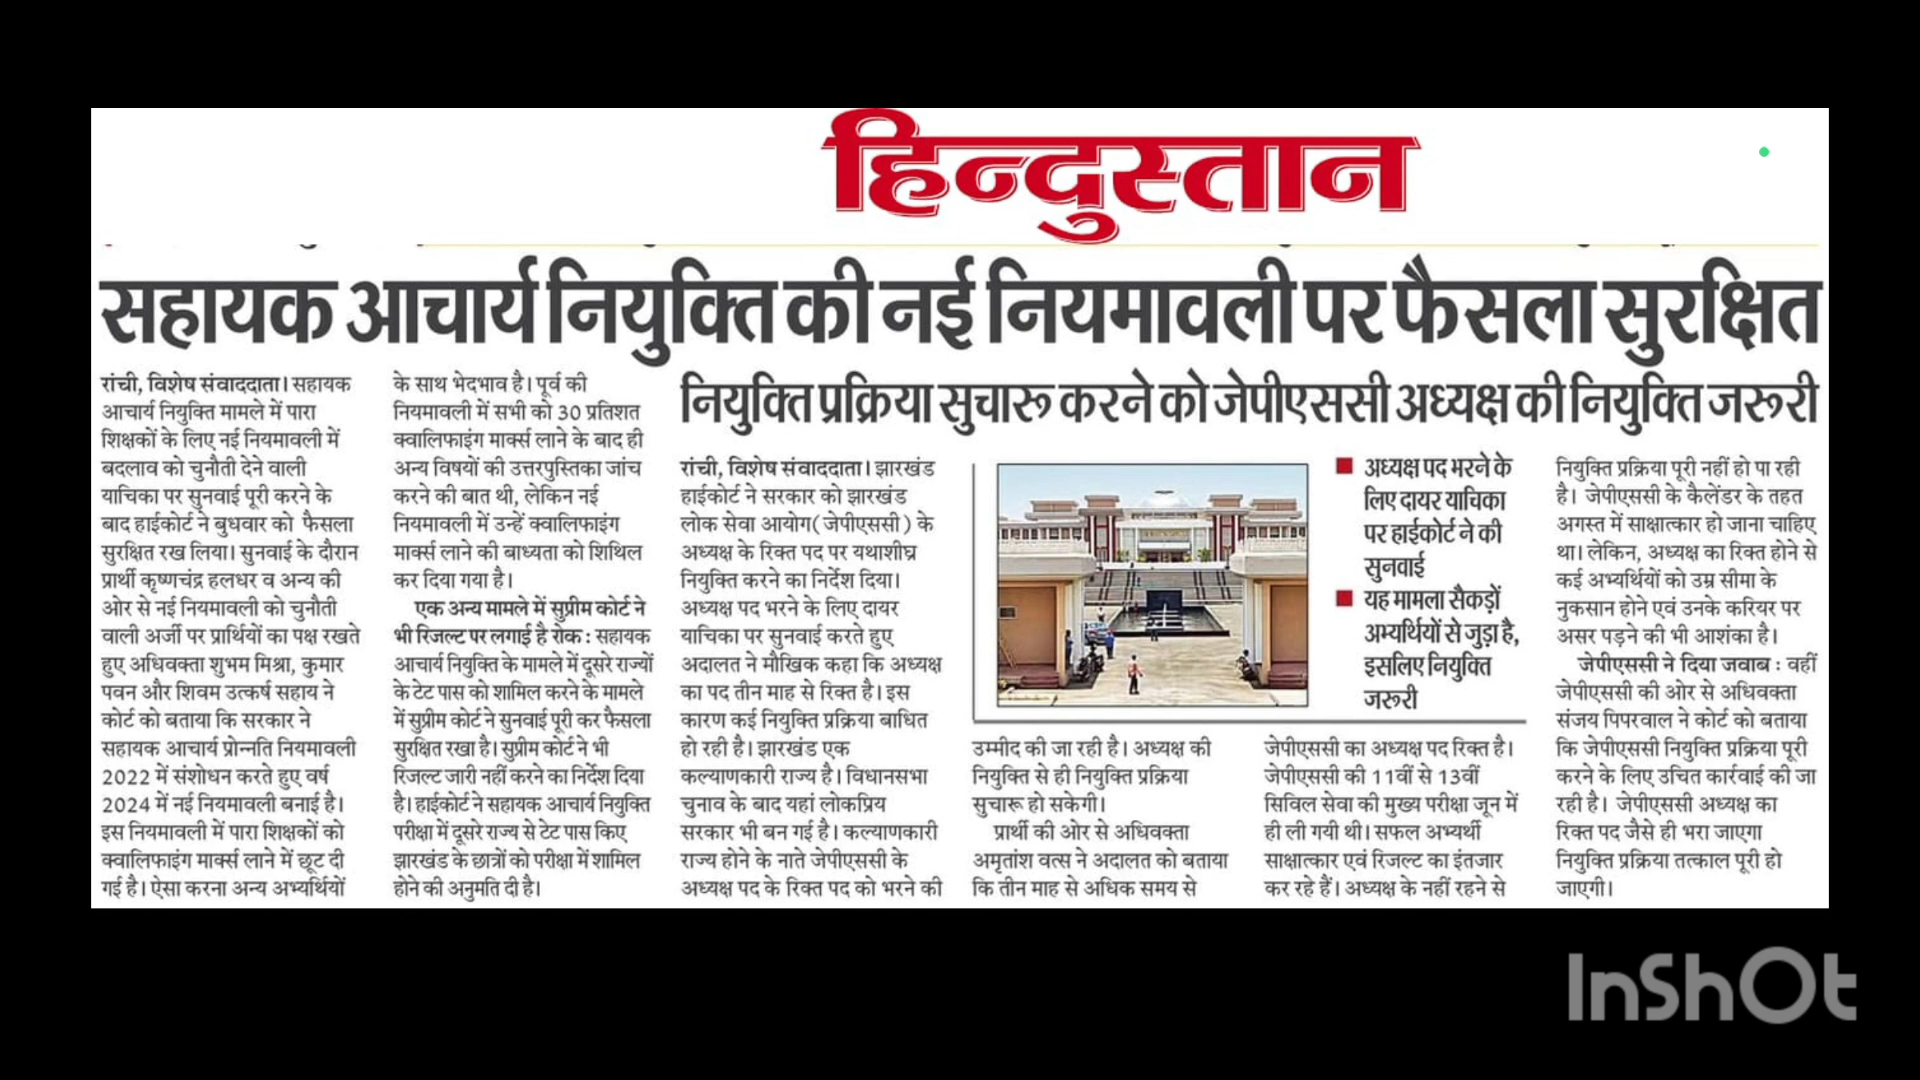 हिन्दुस्तान
सहायक आचार्य नियुक्ति की नई नियमावली पर फैसला सुरक्षित
रांची, विशेष संवाददाता। सहायक
आचार्य नियुक्ति मामले में पारा
शिक्षकों के लिए नई नियमावली में
बदलाव को चुनौती देने वाली
याचिका पर सुनवाई पूरी करने के
बाद हाईकोर्ट ने बुधवार को फैसला
सुरक्षित रख लिया। सुनवाई के दौरान
प्रार्थी कृष्णचंद्र हलधर व अन्य की
ओर से नई नियमावली को चुनौती
वाली अर्जी पर प्रार्थियों का पक्ष रखते
हुए अधिवक्ता शुभम मिश्रा, कुमार
पवन और शिवम उत्कर्ष सहाय ने
कोर्ट को बताया कि सरकार ने
सहायक आचार्य प्रोन्नति नियमावली
2022 में संशोधन करते हुए वर्ष
2024 में नई नियमावली बनाई है।
इस नियमावली में पारा शिक्षकों को
क्वालिफाइंग मार्क्स लाने में छूट दी
गई है। ऐसा करना अन्य अभ्यर्थियों
के साथ भेदभाव है। पूर्व की
नियमावली में सभी को 30 प्रतिशत
क्वालिफाइंग मार्क्स लाने के बाद ही
अन्य विषयों की उत्तरपुस्तिका जांच
करने की बात थी, लेकिन नई
नियमावली में उन्हें क्वालिफाइंग
मार्क्स लाने की बाध्यता को शिथिल
कर दिया गया है।
एक अन्य मामले में सुप्रीम कोर्ट ने
भी रिजल्ट पर लगाई है रोक : सहायक
आचार्य नियुक्ति के मामले में दूसरे राज्यों
के टेट पास को शामिल करने के मामले
में सुप्रीम कोर्ट ने सुनवाई पूरी कर फैसला
सुरक्षित रखा है। सुप्रीम कोर्ट ने भी
रिजल्ट जारी नहीं करने का निर्देश दिया
है। हाईकोर्ट ने सहायक आचार्य नियुक्ति
परीक्षा में दूसरे राज्य से टेट पास किए
झारखंड के छात्रों को परीक्षा में शामिल
होने की अनुमति दी है।
नियुक्ति प्रक्रिया सुचारू करने को जेपीएससी अध्यक्ष की नियुक्ति जरूरी
रांची, विशेष संवाददाता। झारखंड
हाईकोर्ट ने सरकार को झारखंड
लोक सेवा आयोग(जेपीएससी) के
अध्यक्ष के रिक्त पद पर यथाशीघ्र
नियुक्ति करने का निर्देश दिया।
अध्यक्ष पद भरने के लिए दायर
याचिका पर सुनवाई करते हुए
अदालत ने मौखिक कहा कि अध्यक्ष
का पद तीन माह से रिक्त है। इस
कारण कई नियुक्ति प्रक्रिया बाधित
हो रही है। झारखंड एक
कल्याणकारी राज्य है। विधानसभा
चुनाव के बाद यहां लोकप्रिय
सरकार भी बन गई है। कल्याणकारी
राज्य होने के नाते जेपीएससी के
अध्यक्ष पद के रिक्त पद को भरने की
■ अध्यक्ष पद भरने के
लिए दायर याचिका
पर हाईकोर्ट ने की
सुनवाई
■ यह मामला सैकड़ों
अभ्यर्थियों से जुड़ा है,
इसलिए नियुक्ति
जरूरी
उम्मीद की जा रही है। अध्यक्ष की
नियुक्ति से ही नियुक्ति प्रक्रिया
सुचारू हो सकेगी।
प्रार्थी की ओर से अधिवक्ता
अमृतांश वत्स ने अदालत को बताया
कि तीन माह से अधिक समय से
जेपीएससी का अध्यक्ष पद रिक्त है।
जेपीएससी की 11वीं से 13वीं
सिविल सेवा की मुख्य परीक्षा जून में
ही ली गयी थी। सफल अभ्यर्थी
साक्षात्कार एवं रिजल्ट का इंतजार
कर रहे हैं। अध्यक्ष के नहीं रहने से
नियुक्ति प्रक्रिया पूरी नहीं हो पा रही
है। जेपीएससी के कैलेंडर के तहत
अगस्त में साक्षात्कार हो जाना चाहिए
था। लेकिन, अध्यक्ष का रिक्त होने से
कई अभ्यर्थियों को उम्र सीमा के
नुकसान होने एवं उनके करियर पर
असर पड़ने की भी आशंका है।
जेपीएससी ने दिया जवाब : वहीं
जेपीएससी की ओर से अधिवक्ता
संजय पिपरवाल ने कोर्ट को बताया
कि जेपीएससी नियुक्ति प्रक्रिया पूरी
करने के लिए उचित कार्रवाई की जा
रही है। जेपीएससी अध्यक्ष का
रिक्त पद जैसे ही भरा जाएगा
नियुक्ति प्रक्रिया तत्काल पूरी हो
जाएगी।
InShOt